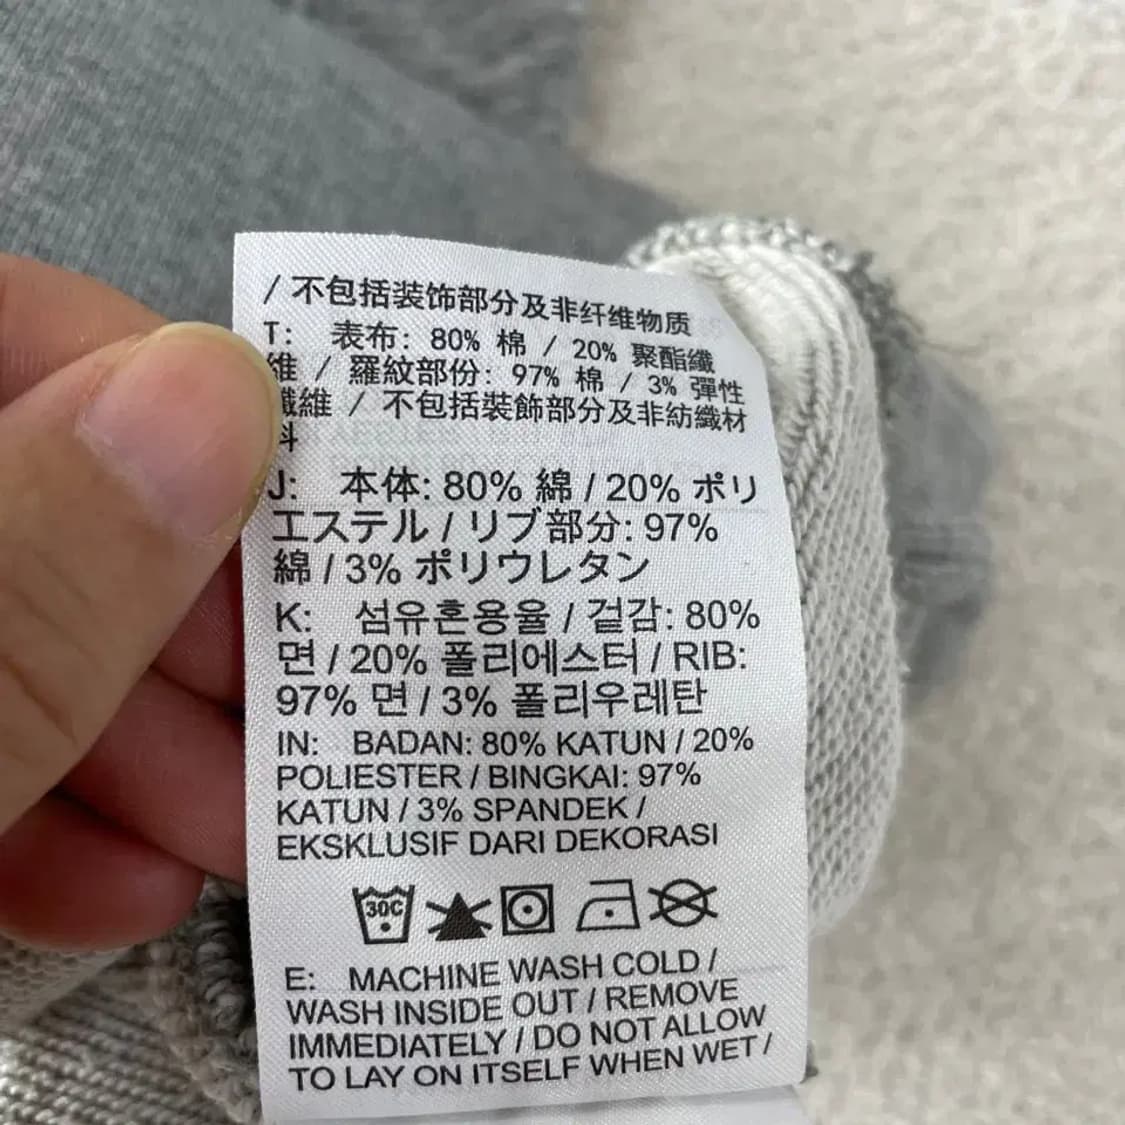 / 不包括装饰部分及非纤维物质
T: 表布: 80% 棉 / 20% 聚酯纖
維 / 羅紋部份: 97% 棉 / 3% 彈性
纖維 / 不包括裝飾部分及非紡織材
料
J: 本体: 80% 綿 / 20% ポリ
エステル / リブ部分: 97%
綿 / 3% ポリウレタン
K: 섬유혼용율 / 겉감: 80%
면 / 20% 폴리에스터 / RIB:
97% 면 / 3% 폴리우레탄
IN: BADAN: 80% KATUN / 20%
POLIESTER / BINGKAI: 97%
KATUN / 3% SPANDEK /
EKSKLUSIF DARI DEKORASI
30C
E: MACHINE WASH COLD /
WASH INSIDE OUT / REMOVE
IMMEDIATELY / DO NOT ALLOW
TO LAY ON ITSELF WHEN WET /